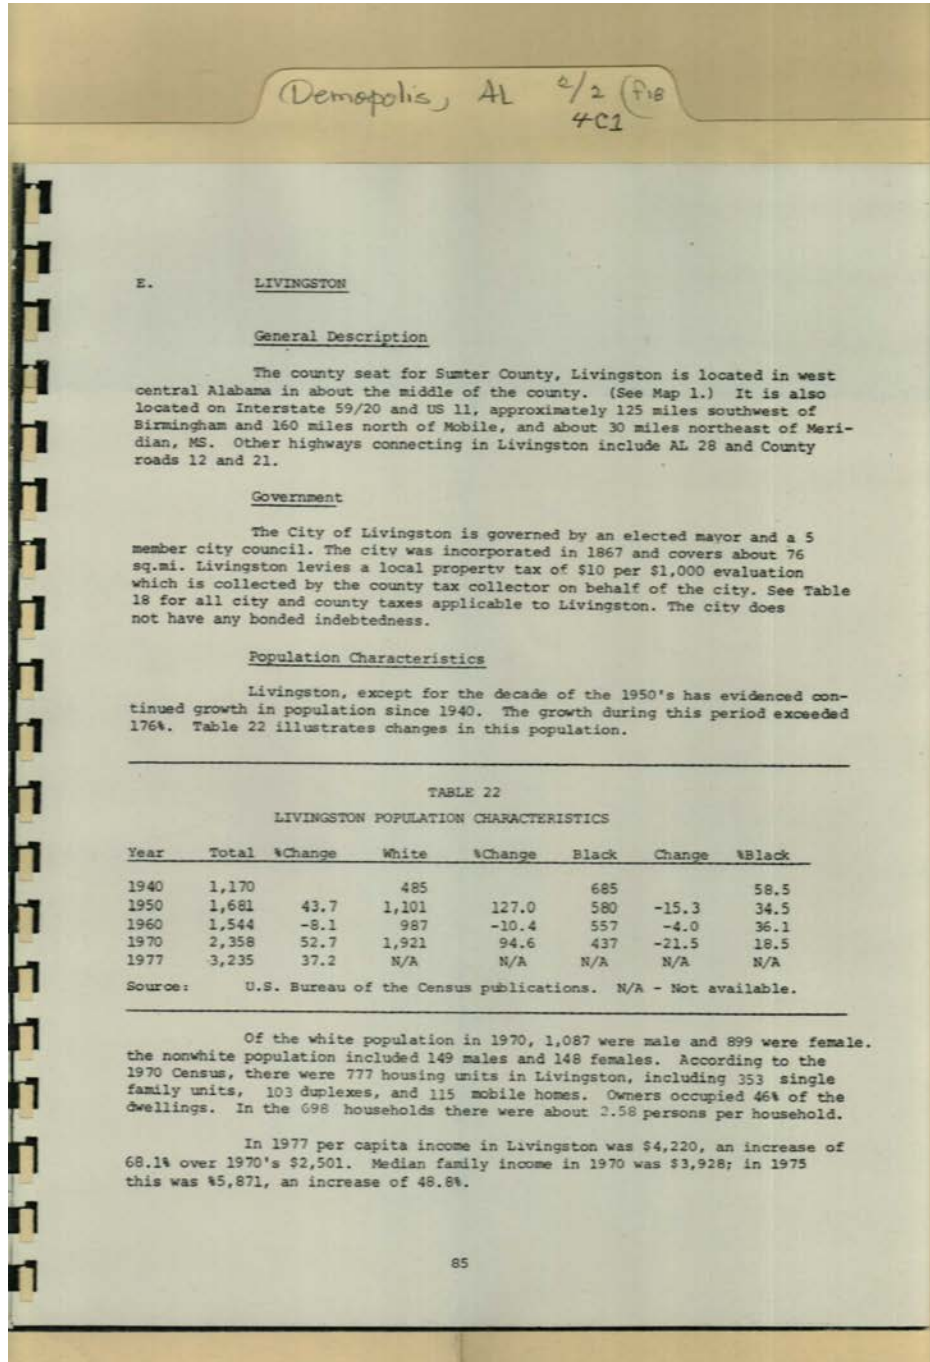 Demopolis, AL 2/2 (Fi8
4C1
E. LIVINGSTON
General Description
The county seat for Sumter County, Livingston is located in west
central Alabama in about the middle of the county. (See Map 1.) It is also
located on Interstate 59/20 and US 11, approximately 125 miles southwest of
Birmingham and 160 miles north of Mobile, and about 30 miles northeast of Meri-
dian, MS. Other highways connecting in Livingston include AL 28 and County
roads 12 and 21.
Government
The City of Livingston is governed by an elected mayor and a 5
member city council. The city was incorporated in 1867 and covers about 76
sq.mi. Livingston levies a local property tax of $10 per $1,000 evaluation
which is collected by the county tax collector on behalf of the city. See Table
18 for all city and county taxes applicable to Livingston. The city does
not have any bonded indebtedness.
Population Characteristics
Livingston, except for the decade of the 1950's has evidenced con-
tinued growth in population since 1940. The growth during this period exceeded
176%. Table 22 illustrates changes in this population.
TABLE 22
LIVINGSTON POPULATION CHARACTERISTICS
Year Total %Change White %Change Black Change %Black
1940 1,170 485 685 58.5
1950 1,681 43.7 1,101 127.0 580 -15.3 34.5
1960 1,544 -8.1 987 -10.4 557 -4.0 36.1
1970 2,358 52.7 1,921 94.6 437 -21.5 18.5
1977 3,235 37.2 N/A N/A N/A N/A N/A
Source: U.S. Bureau of the Census publications. N/A - Not available.
Of the white population in 1970, 1,087 were male and 899 were female.
the nonwhite population included 149 males and 148 females. According to the
1970 Census, there were 777 housing units in Livingston, including 353 single
family units, 103 duplexes, and 115 mobile homes. Owners occupied 46% of the
dwellings. In the 698 households there were about 2.58 persons per household.
In 1977 per capita income in Livingston was $4,220, an increase of
68.1% over 1970's $2,501. Median family income in 1970 was $3,928; in 1975
this was %5,871, an increase of 48.8%.
85